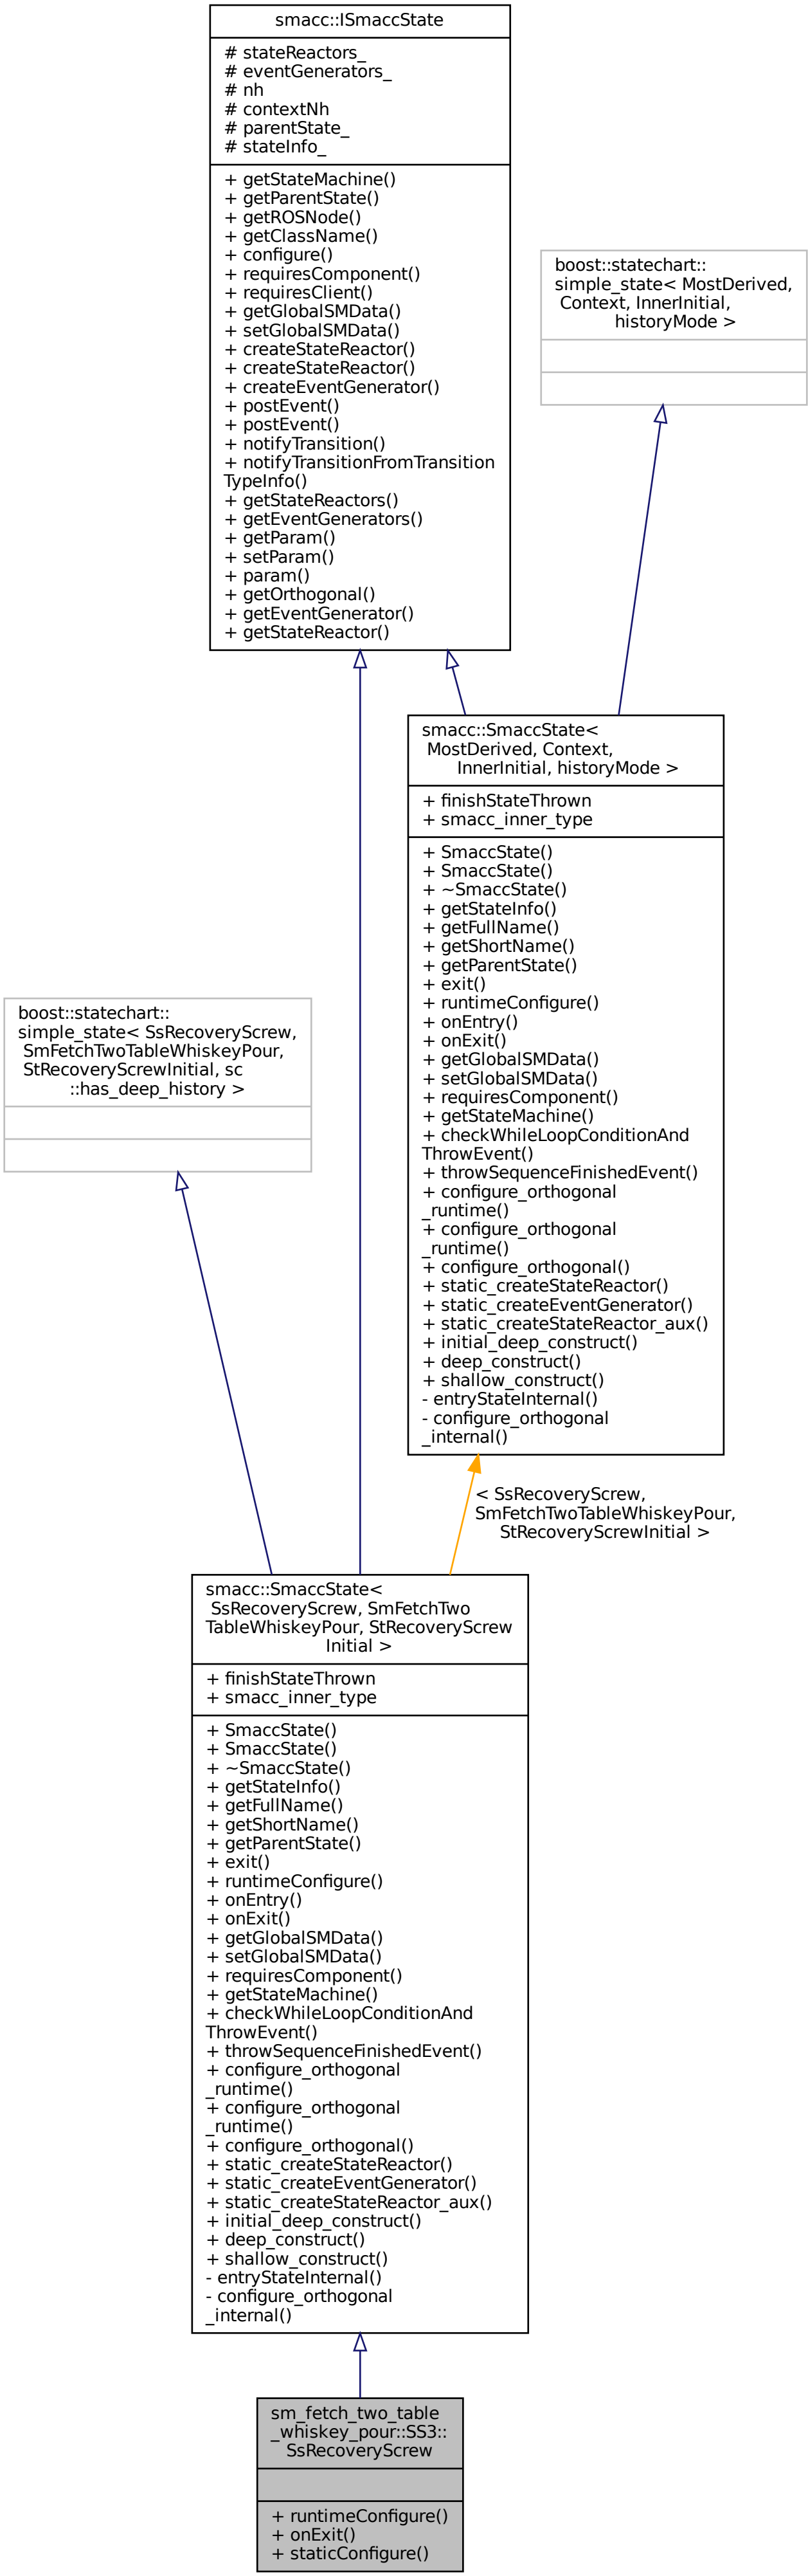 smacc::ISmaccState
# stateReactors_
# eventGenerators_
# nh
# contextNh
# parentState_
# stateInfo_
+ getStateMachine()
+ getParentState()
+ getROSNode()
+ getClassName()
+ configure()
+ requiresComponent()
+ requiresClient()
+ getGlobalSMData()
+ setGlobalSMData()
+ createStateReactor()
+ createStateReactor()
+ createEventGenerator()
+ postEvent()
+ postEvent()
+ notifyTransition()
+ notifyTransitionFromTransition
TypeInfo()
+ getStateReactors()
+ getEventGenerators()
+ getParam()
+ setParam()
+ param()
+ getOrthogonal()
+ getEventGenerator()
+ getStateReactor()
boost::statechart::
simple_state< MostDerived,
Context, InnerInitial,
historyMode >
smacc::SmaccState<
MostDerived, Context,
InnerInitial, historyMode >
+ finishStateThrown
+ smacc_inner_type
+ SmaccState()
+ SmaccState()
+ ~SmaccState()
+ getStateInfo()
+ getFullName()
+ getShortName()
+ getParentState()
+ exit()
+ runtimeConfigure()
+ onEntry()
+ onExit()
+ getGlobalSMData()
+ setGlobalSMData()
+ requiresComponent()
+ getStateMachine()
+ checkWhileLoopConditionAnd
ThrowEvent()
+ throwSequenceFinishedEvent()
+ configure_orthogonal
_runtime()
+ configure_orthogonal
_runtime()
+ configure_orthogonal()
+ static_createStateReactor()
+ static_createEventGenerator()
+ static_createStateReactor_aux()
+ initial_deep_construct()
+ deep_construct()
+ shallow_construct()
- entryStateInternal()
- configure_orthogonal
_internal()
boost::statechart::
simple_state< SsRecoveryScrew,
SmFetchTwoTableWhiskeyPour,
StRecoveryScrewInitial, sc
::has_deep_history >
< SsRecoveryScrew,
SmFetchTwoTableWhiskeyPour,
StRecoveryScrewInitial >
smacc::SmaccState<
SsRecoveryScrew, SmFetchTwo
TableWhiskeyPour, StRecoveryScrew
Initial >
+ finishStateThrown
+ smacc_inner_type
+ SmaccState()
+ SmaccState()
+ ~SmaccState()
+ getStateInfo()
+ getFullName()
+ getShortName()
+ getParentState()
+ exit()
+ runtimeConfigure()
+ onEntry()
+ onExit()
+ getGlobalSMData()
+ setGlobalSMData()
+ requiresComponent()
+ getStateMachine()
+ checkWhileLoopConditionAnd
ThrowEvent()
+ throwSequenceFinishedEvent()
+ configure_orthogonal
_runtime()
+ configure_orthogonal
_runtime()
+ configure_orthogonal()
+ static_createStateReactor()
+ static_createEventGenerator()
+ static_createStateReactor_aux()
+ initial_deep_construct()
+ deep_construct()
+ shallow_construct()
- entryStateInternal()
- configure_orthogonal
_internal()
sm_fetch_two_table
_whiskey_pour::SS3::
SsRecoveryScrew
+ runtimeConfigure()
+ onExit()
+ staticConfigure()